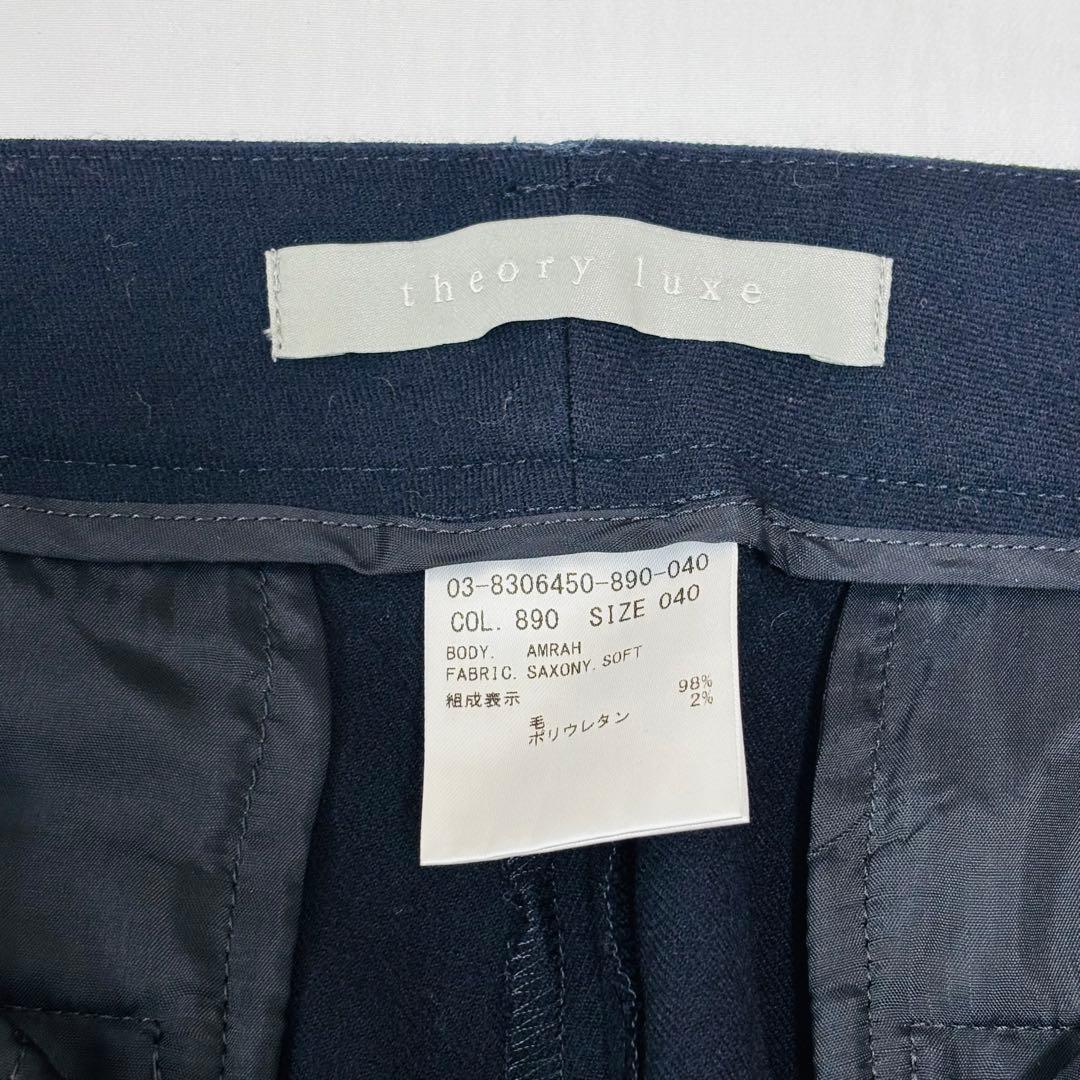 theory luxe
03-8306450-890-040
COL. 890 SIZE 040
BODY. AMRAH
FABRIC. SAXONY. SOFT
組成表示
毛 98%
ポリウレタン 2%